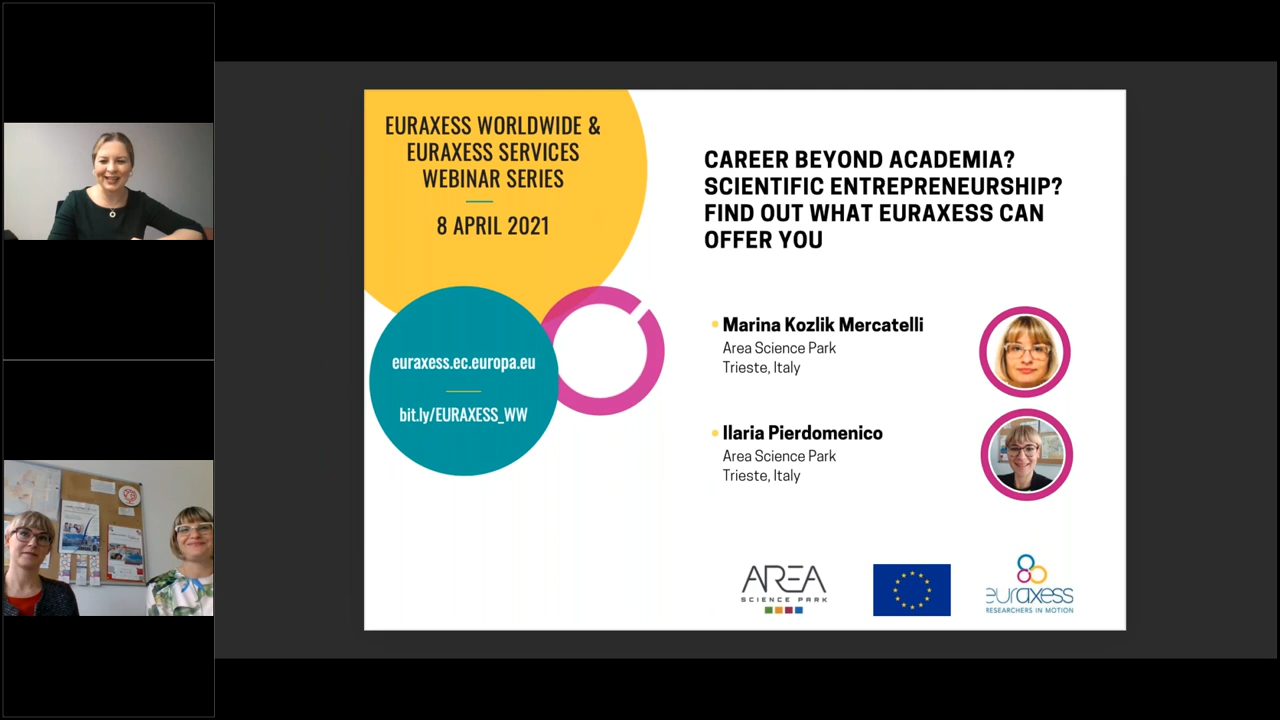 EURAXESS WORLDWIDE &
EURAXESS SERVICES
WEBINAR SERIES
8 APRIL 2021
euraxess.ec.europa.eu
bit.ly/EURAXESS_WW
CAREER BEYOND ACADEMIA?
SCIENTIFIC ENTREPRENEURSHIP?
FIND OUT WHAT EURAXESS CAN
OFFER YOU
Marina Kozlik Mercatelli
Area Science Park
Trieste, Italy
Ilaria Pierdomenico
Area Science Park
Trieste, Italy
AREA
SCIENCE PARK
euraxess
RESEARCHERS IN MOTION